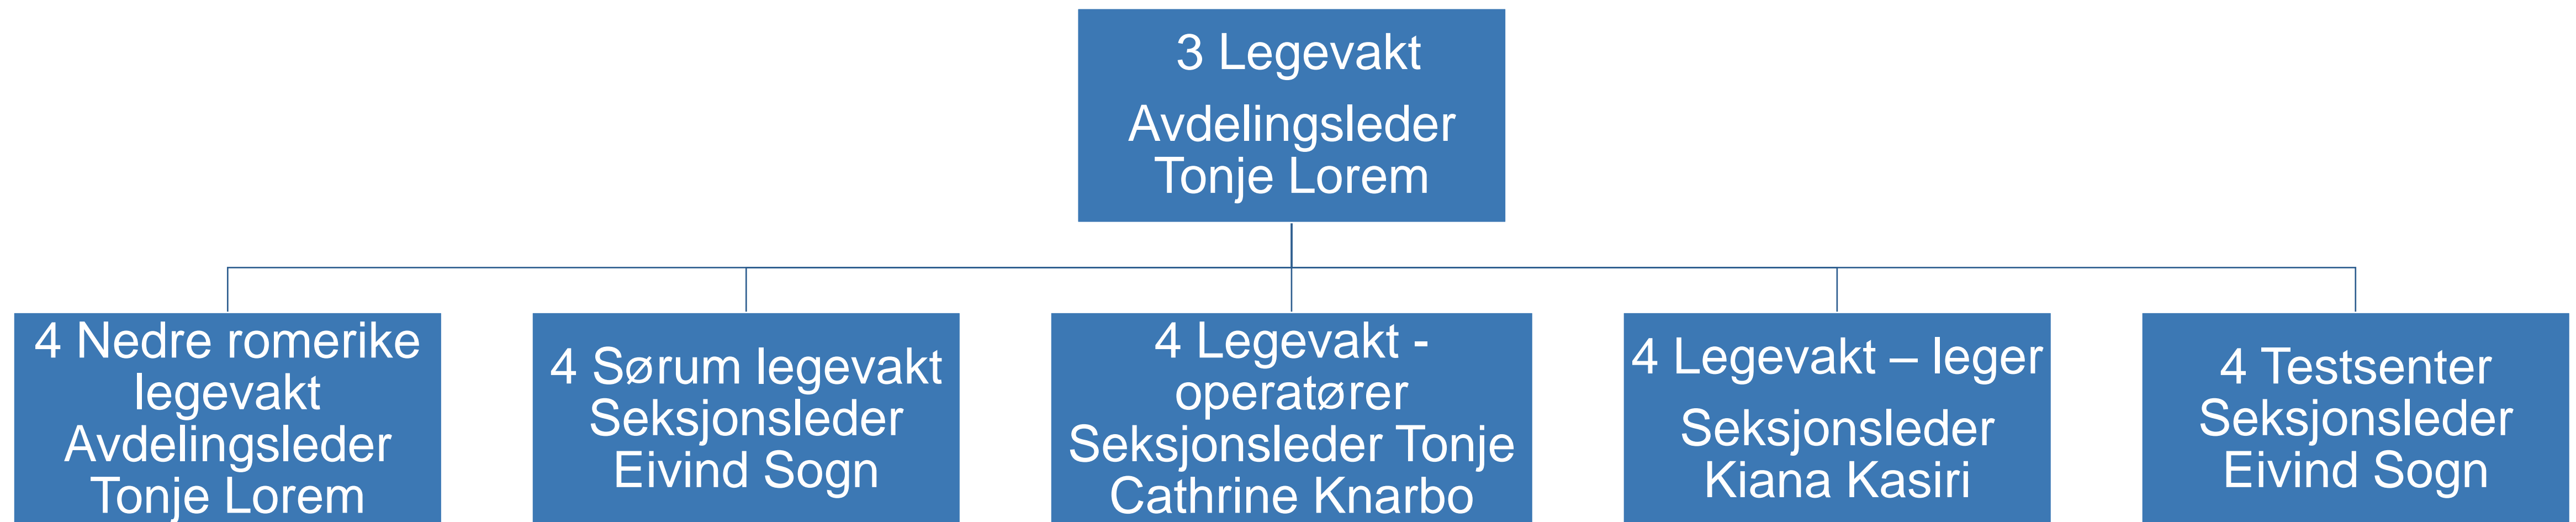 3 Legevakt
Avdelingsleder
Tonje Lorem
4 Nedre romerike
legevakt
Avdelingsleder
Tonje Lorem
4 Sørum legevakt
Seksjonsleder
Eivind Sogn
4 Legevakt -
operatører
Seksjonsleder Tonje
Cathrine Knarbo
4 Legevakt – leger
Seksjonsleder
Kiana Kasiri
4 Testsenter
Seksjonsleder
Eivind Sogn